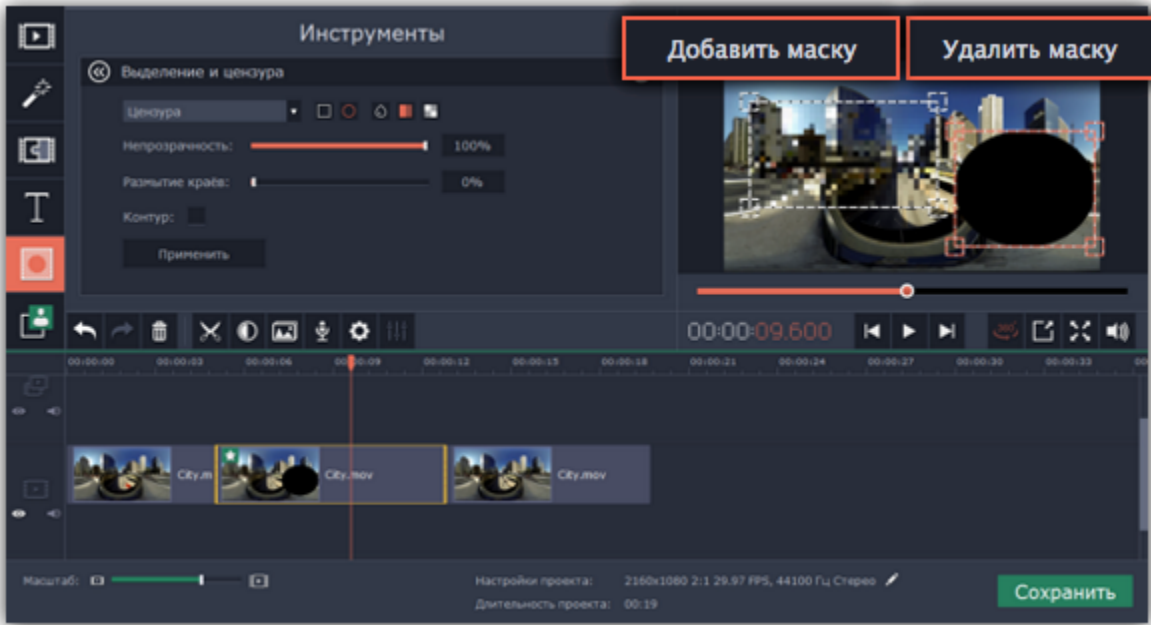 Инструменты
Добавить маску
Удалить маску
Выделение и цензура
Цензура
Непрозрачность: 100%
Размытие краёв: 0%
Контур:
Применить
00:00:09.600
360°
00:00:00 00:00:03 00:00:06 00:00:09 00:00:12 00:00:15 00:00:18 00:00:21 00:00:24 00:00:27 00:00:30 00:00:33 00
City.m City.mov City.mov
Масштаб:
Настройки проекта: 2160x1080 2:1 29.97 FPS, 44100 Гц Стерео
Длительность проекта: 00:19
Сохранить